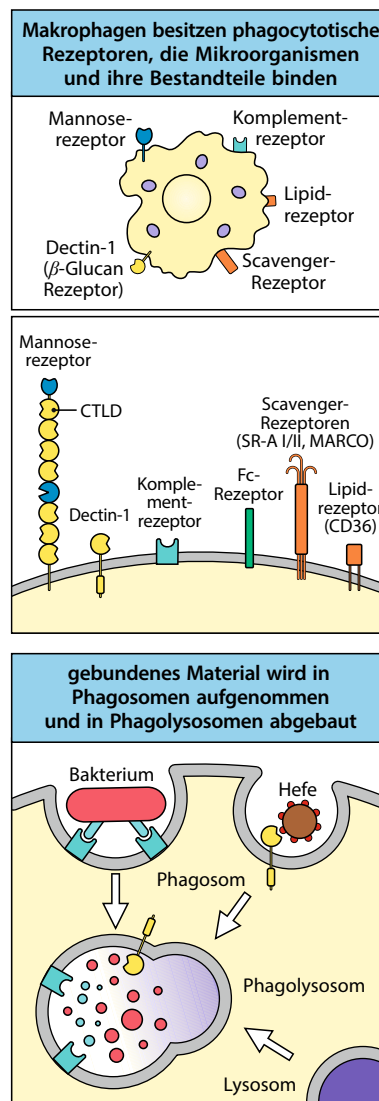 Makrophagen besitzen phagocytotische
Rezeptoren, die Mikroorganismen
und ihre Bestandteile binden
Mannose-
rezeptor
Komplement-
rezeptor
Lipid-
rezeptor
Dectin-1
(β-Glucan
Rezeptor)
Scavenger-
Rezeptor
Mannose-
rezeptor
CTLD
Dectin-1
Komple-
ment-
rezeptor
Fc-
Rezeptor
Scavenger-
Rezeptoren
(SR-A I/II, MARCO)
Lipid-
rezeptor
(CD36)
gebundenes Material wird in
Phagosomen aufgenommen
und in Phagolysosomen abgebaut
Bakterium
Hefe
Phagosom
Phagolysosom
Lysosom